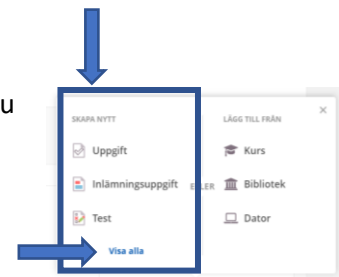 u
SKAPA NYTT
Uppgift
Inlämningsuppgift
Test
Visa alla
ELLER
LÄGG TILL FRÅN
×
Kurs
Bibliotek
Dator